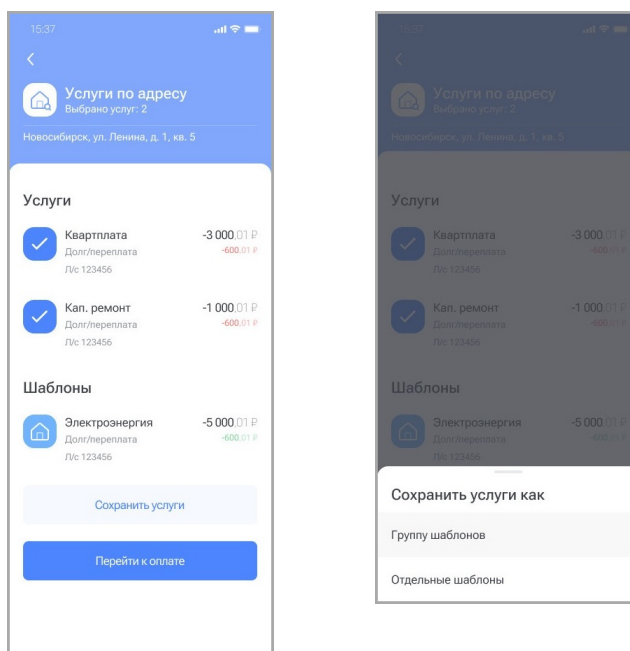 15:37
Услуги по адресу
Выбрано услуг: 2
Новосибирск, ул. Ленина, д. 1, кв. 5
Услуги
Квартплата -3 000,01 ₽
Долг/переплата -600,01 ₽
Л/с 123456
Кап. ремонт -1 000,01 ₽
Долг/переплата -600,01 ₽
Л/с 123456
Шаблоны
Электроэнергия -5 000,01 ₽
Долг/переплата -600,01 ₽
Л/с 123456
Сохранить услуги
Перейти к оплате
15:37
Услуги по адресу
Выбрано услуг: 2
Новосибирск, ул. Ленина, д. 1, кв. 5
Услуги
Квартплата -3 000,01 ₽
Долг/переплата -600,01 ₽
Л/с 123456
Кап. ремонт -1 000,01 ₽
Долг/переплата -600,01 ₽
Л/с 123456
Шаблоны
Электроэнергия -5 000,01 ₽
Долг/переплата -600,01 ₽
Л/с 123456
Сохранить услуги как
Группу шаблонов
Отдельные шаблоны